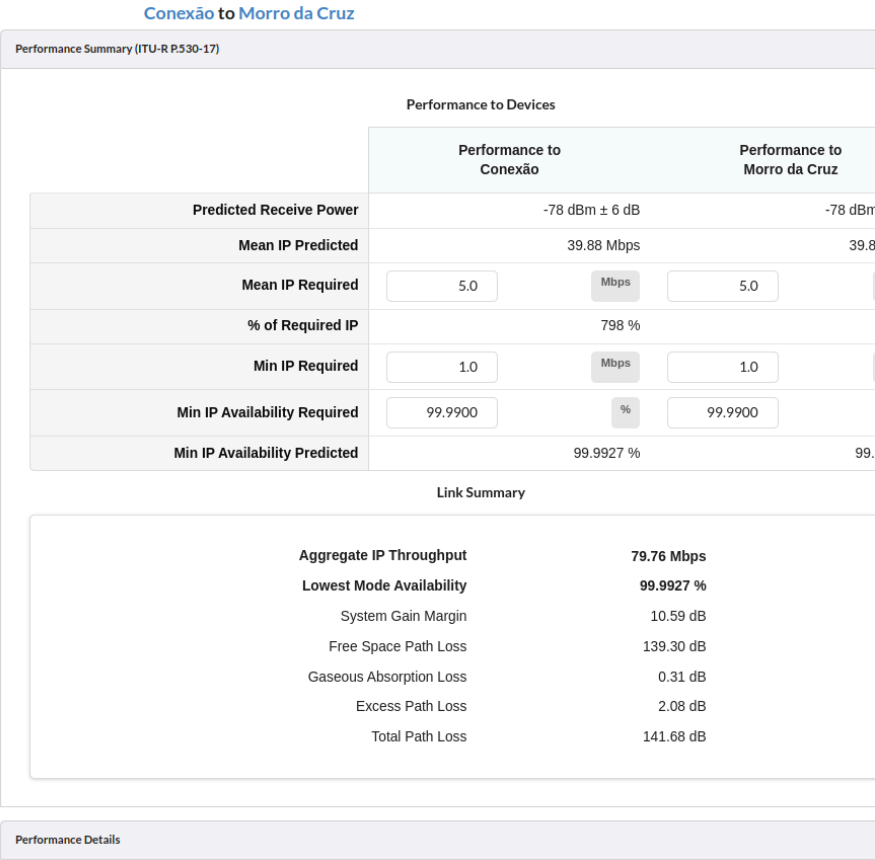 Conexão to Morro da Cruz
Performance Summary (ITU-R P.530-17)
Performance to Devices
Performance to Conexão
Performance to Morro da Cruz
Predicted Receive Power -78 dBm ± 6 dB -78 dBm
Mean IP Predicted 39.88 Mbps 39.8
Mean IP Required 5.0 Mbps 5.0
% of Required IP 798 %
Min IP Required 1.0 Mbps 1.0
Min IP Availability Required 99.9900 % 99.9900
Min IP Availability Predicted 99.9927 % 99.
Link Summary
Aggregate IP Throughput 79.76 Mbps
Lowest Mode Availability 99.9927 %
System Gain Margin 10.59 dB
Free Space Path Loss 139.30 dB
Gaseous Absorption Loss 0.31 dB
Excess Path Loss 2.08 dB
Total Path Loss 141.68 dB
Performance Details